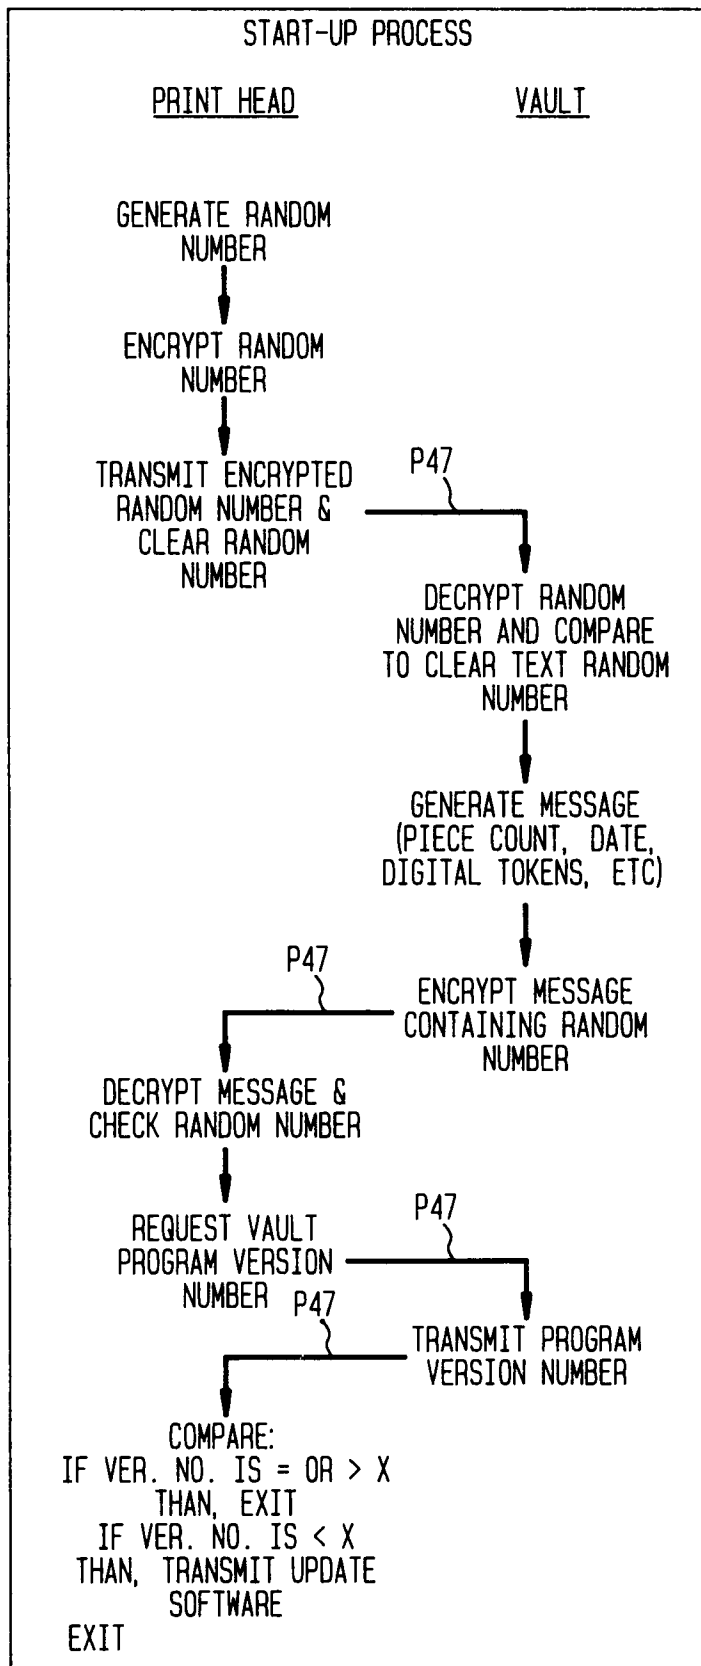 START-UP PROCESS
PRINT HEAD
VAULT
GENERATE RANDOM
NUMBER
ENCRYPT RANDOM
NUMBER
TRANSMIT ENCRYPTED
RANDOM NUMBER &
CLEAR RANDOM
NUMBER
P47
DECRYPT RANDOM
NUMBER AND COMPARE
TO CLEAR TEXT RANDOM
NUMBER
GENERATE MESSAGE
(PIECE COUNT, DATE,
DIGITAL TOKENS, ETC)
ENCRYPT MESSAGE
CONTAINING RANDOM
NUMBER
P47
DECRYPT MESSAGE &
CHECK RANDOM NUMBER
REQUEST VAULT
PROGRAM VERSION
NUMBER
P47
TRANSMIT PROGRAM
VERSION NUMBER
P47
COMPARE:
IF VER. NO. IS = OR > X
THAN, EXIT
IF VER. NO. IS < X
THAN, TRANSMIT UPDATE
SOFTWARE
EXIT